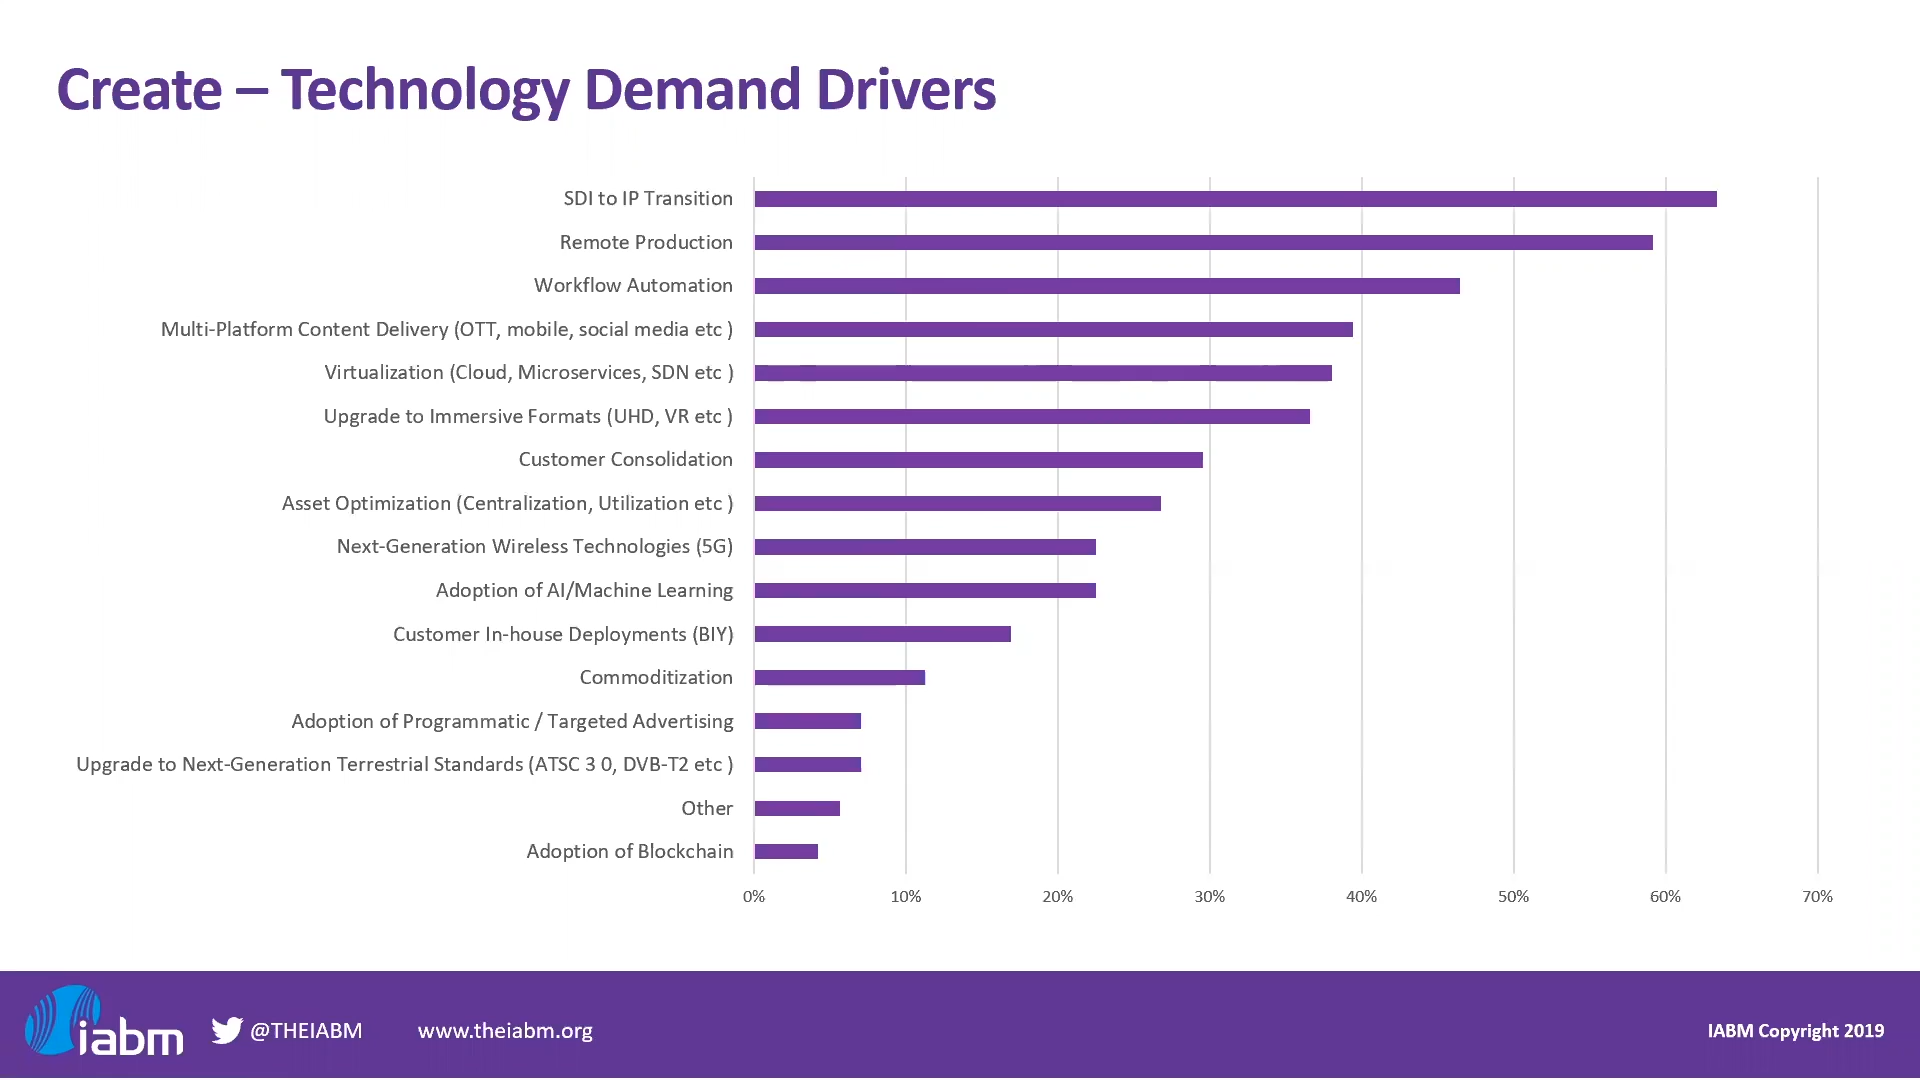 Create – Technology Demand Drivers
SDI to IP Transition
Remote Production
Workflow Automation
Multi-Platform Content Delivery (OTT, mobile, social media etc )
Virtualization (Cloud, Microservices, SDN etc )
Upgrade to Immersive Formats (UHD, VR etc )
Customer Consolidation
Asset Optimization (Centralization, Utilization etc )
Next-Generation Wireless Technologies (5G)
Adoption of AI/Machine Learning
Customer In-house Deployments (BIY)
Commoditization
Adoption of Programmatic / Targeted Advertising
Upgrade to Next-Generation Terrestrial Standards (ATSC 3 0, DVB-T2 etc )
Other
Adoption of Blockchain
0% 10% 20% 30% 40% 50% 60% 70%
iabm @THEIABM www.theiabm.org IABM Copyright 2019